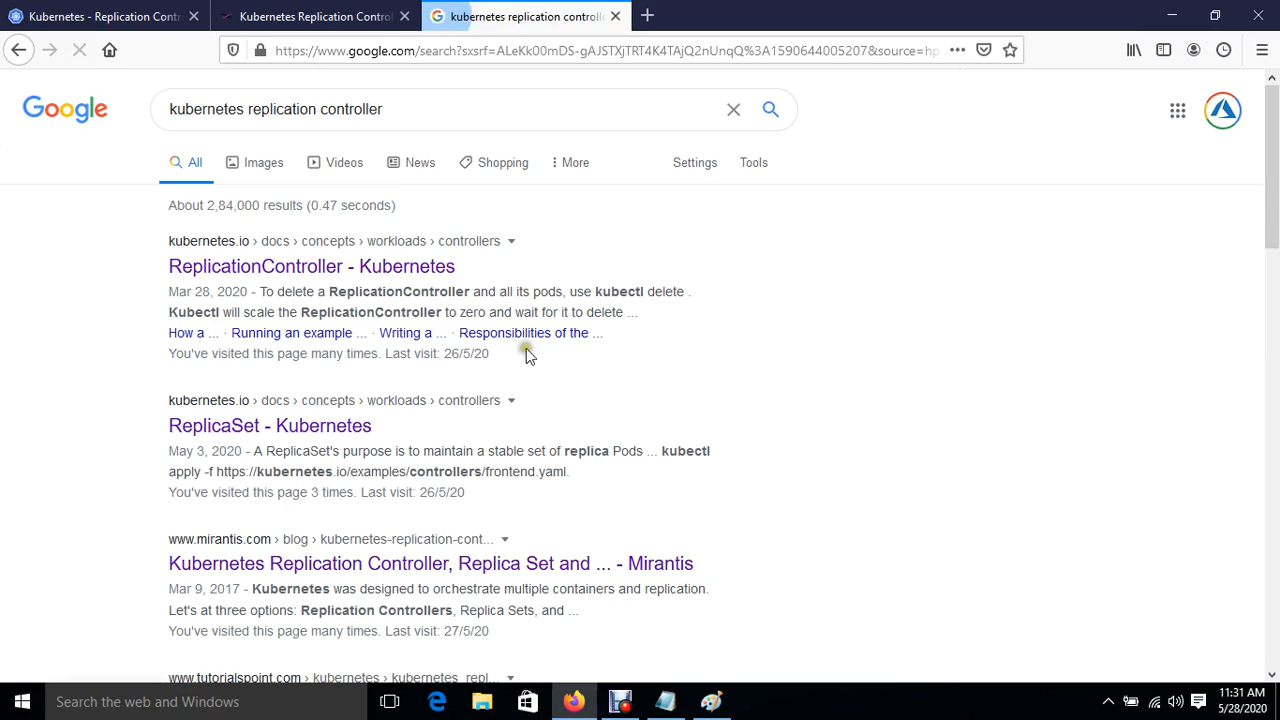 Kubernetes - Replication Contr
Kubernetes Replication Control
kubernetes replication controlle
https://www.google.com/search?sxsrf=ALeKk00mDS-gAJSTXjTRT4K4TAjQ2nUnqQ%3A1590644005207&source=hp
Google
kubernetes replication controller
All
Images
Videos
News
Shopping
More
Settings
Tools
About 2,84,000 results (0.47 seconds)
kubernetes.io › docs › concepts › workloads › controllers
ReplicationController - Kubernetes
Mar 28, 2020 - To delete a ReplicationController and all its pods, use kubectl delete .
Kubectl will scale the ReplicationController to zero and wait for it to delete ...
How a ... · Running an example ... · Writing a ... · Responsibilities of the ...
You've visited this page many times. Last visit: 26/5/20
kubernetes.io › docs › concepts › workloads › controllers
ReplicaSet - Kubernetes
May 3, 2020 - A ReplicaSet's purpose is to maintain a stable set of replica Pods ... kubectl
apply -f https://kubernetes.io/examples/controllers/frontend.yaml.
You've visited this page 3 times. Last visit: 26/5/20
www.mirantis.com › blog › kubernetes-replication-cont...
Kubernetes Replication Controller, Replica Set and ... - Mirantis
Mar 9, 2017 - Kubernetes was designed to orchestrate multiple containers and replication.
Let's at three options: Replication Controllers, Replica Sets, and ...
You've visited this page many times. Last visit: 27/5/20
www.tutorialspoint.com › kubernetes › kubernetes_repl...
Search the web and Windows
11:31 AM
5/28/2020